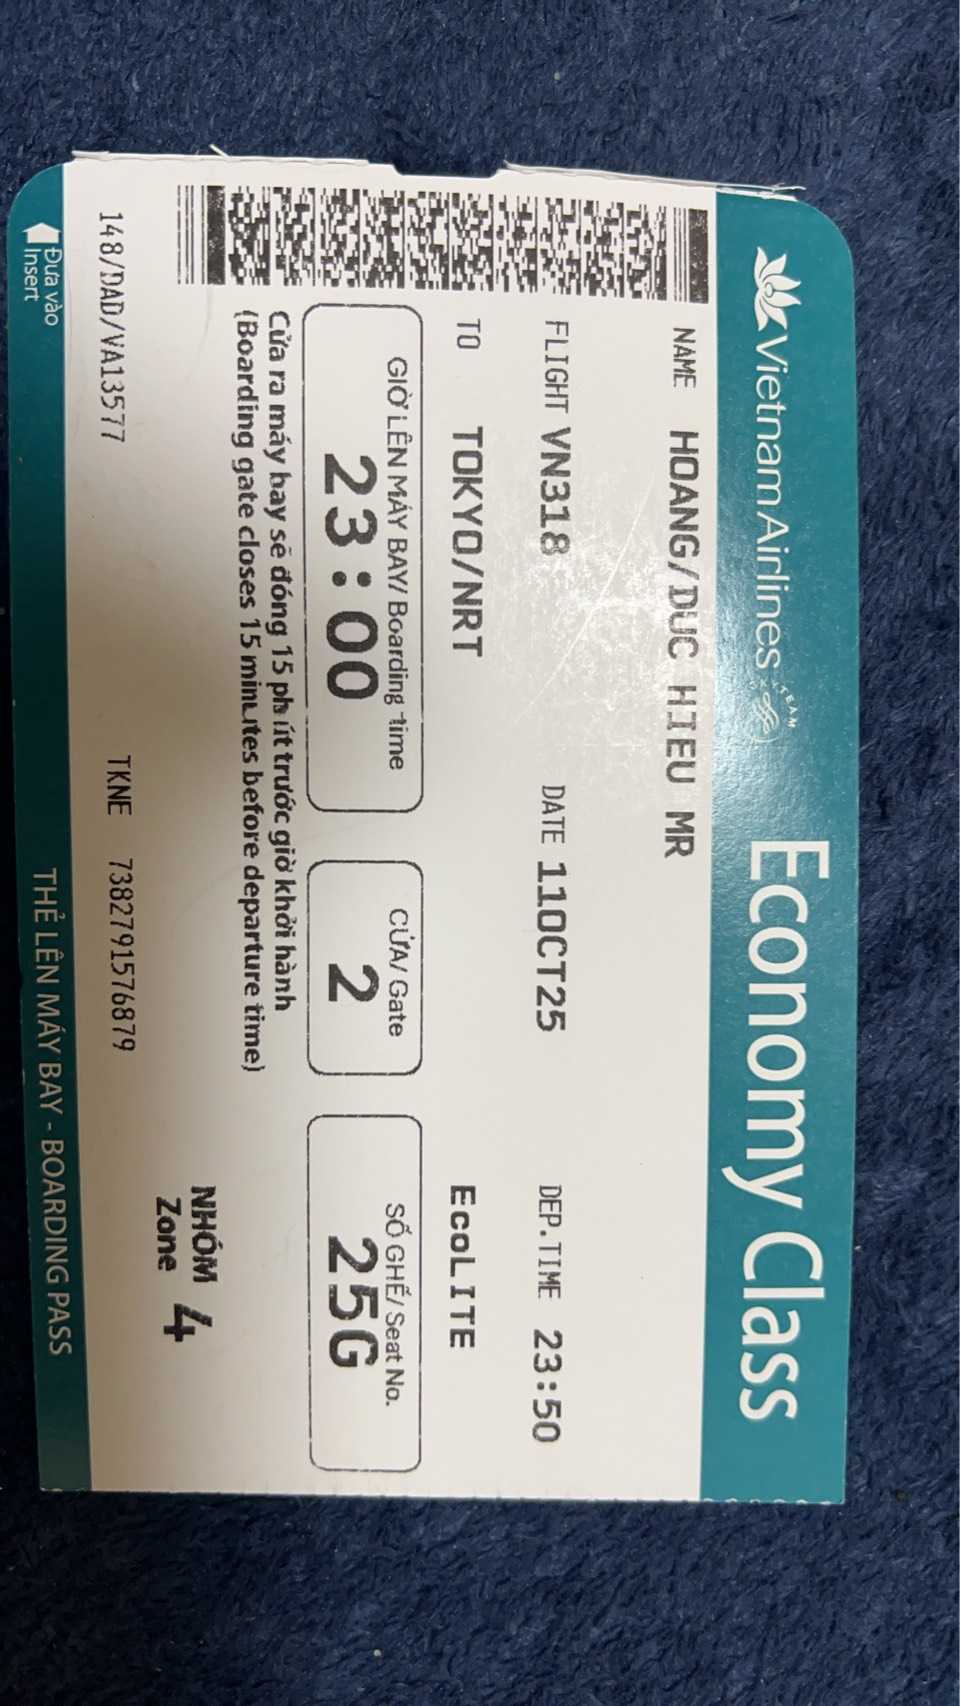 Vietnam Airlines
Economy Class
NAME HOANG/DUC HIEU MR
FLIGHT VN318 DATE 11OCT25 DEP.TIME 23:50
TO TOKYO/NRT EcoLITE
GIỜ LÊN MÁY BAY/ Boarding time
23:00
CỬA/ Gate
2
SỐ GHẾ/ Seat No.
25G
Cửa ra máy bay sẽ đóng 15 phút trước giờ khởi hành
(Boarding gate closes 15 minutes before departure time)
NHÓM
Zone
4
148/DAD/VA13577 TKNE 7382791576879
Đưa vào
Insert
THẺ LÊN MÁY BAY - BOARDING PASS